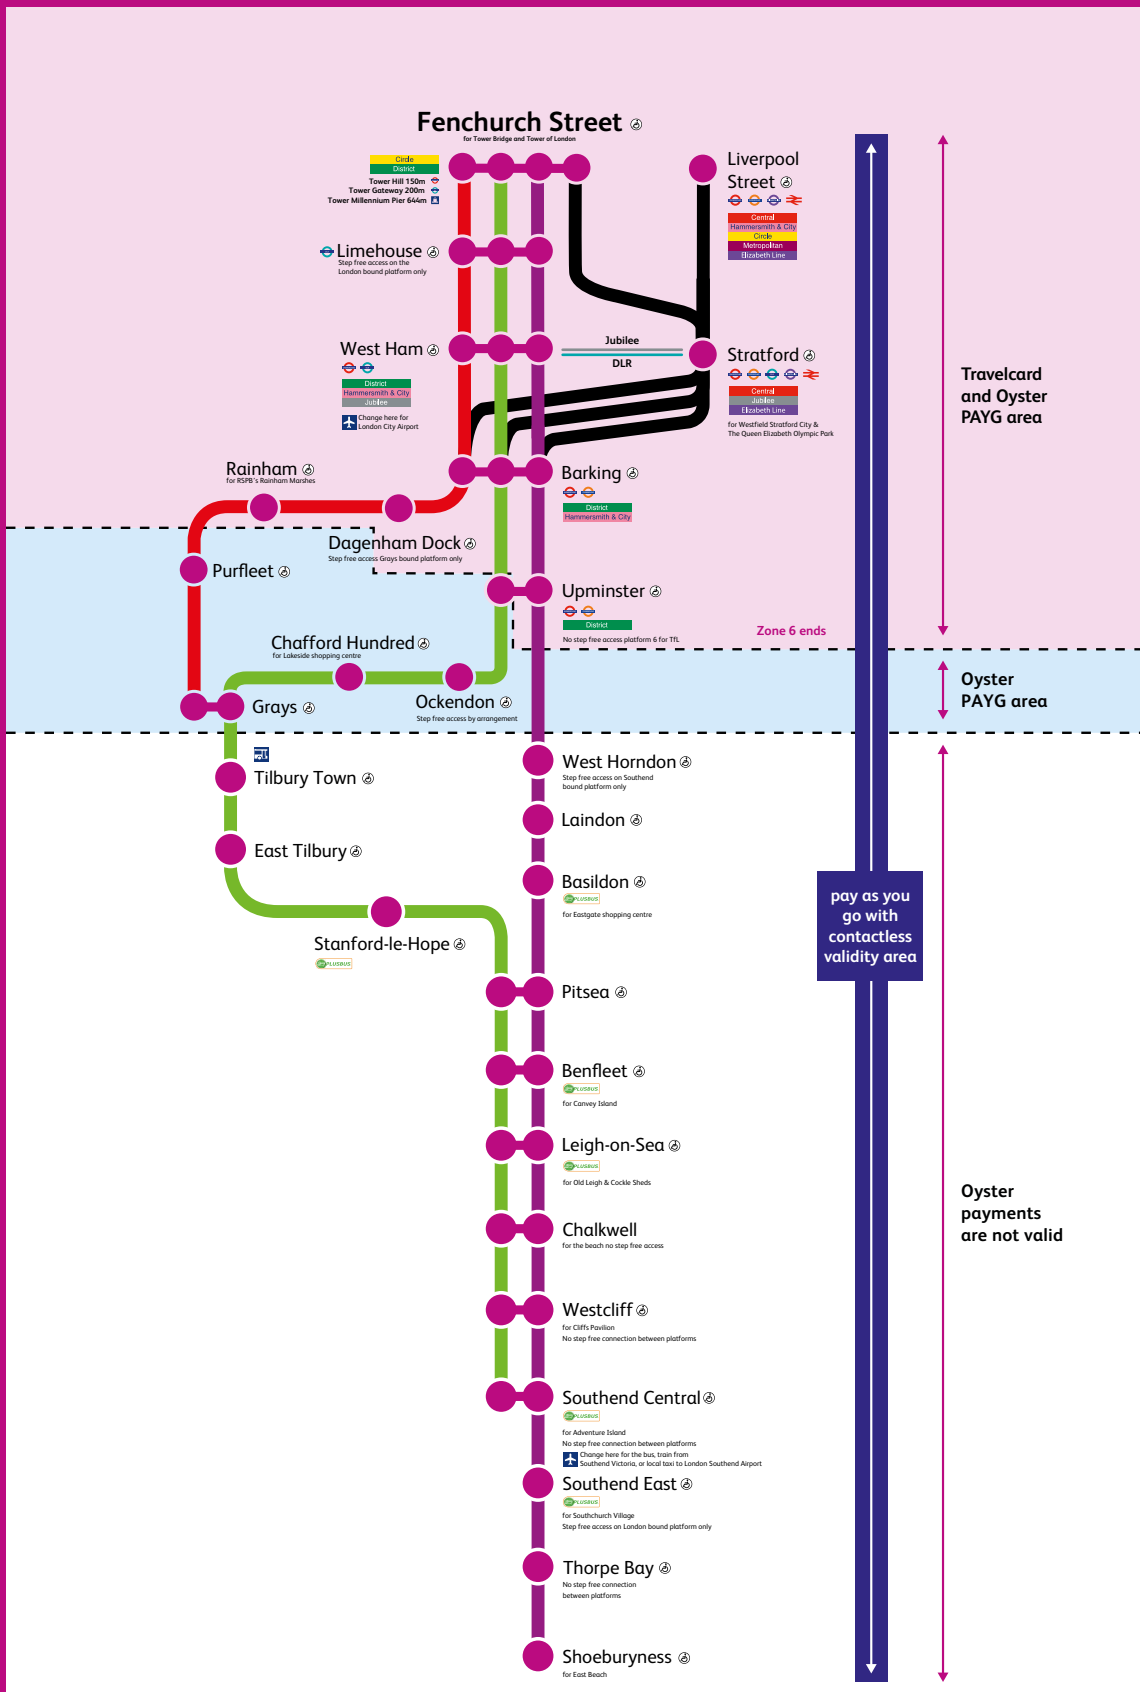 Fenchurch Street
for Tower Bridge and Tower of London
Circle
District
Tower Hill 150m
Tower Gateway 200m
Tower Millennium Pier 644m
Liverpool
Street
Central
Hammersmith & City
Circle
Metropolitan
Elizabeth Line
Limehouse
Step free access on the
London bound platform only
West Ham
District
Hammersmith & City
Jubilee
Change here for
London City Airport
Jubilee
DLR
Stratford
Central
Jubilee
Elizabeth Line
for Westfield Stratford City &
The Queen Elizabeth Olympic Park
Travelcard
and Oyster
PAYG area
Rainham
for RSPB's Rainham Marshes
Barking
District
Hammersmith & City
Dagenham Dock
Step free access Grays bound platform only
Purfleet
Upminster
District
No step free access platform 6 for TfL
Zone 6 ends
Chafford Hundred
for Lakeside shopping centre
Ockendon
Step free access by arrangement
Grays
Oyster
PAYG area
West Horndon
Step free access on Southend
bound platform only
Tilbury Town
Laindon
East Tilbury
Basildon
PLUSBUS
for Eastgate shopping centre
pay as you
go with
contactless
validity area
Stanford-le-Hope
PLUSBUS
Pitsea
Benfleet
PLUSBUS
for Canvey Island
Leigh-on-Sea
PLUSBUS
for Old Leigh & Cockle Sheds
Oyster
payments
are not valid
Chalkwell
for the beach no step free access
Westcliff
for Cliffs Pavilion
No step free connection between platforms
Southend Central
PLUSBUS
for Adventure Island
No step free connection between platforms
Change here for the bus, train from
Southend Victoria, or local taxi to London Southend Airport
Southend East
PLUSBUS
for Southchurch Village
Step free access on London bound platform only
Thorpe Bay
No step free connection
between platforms
Shoeburyness
for East Beach